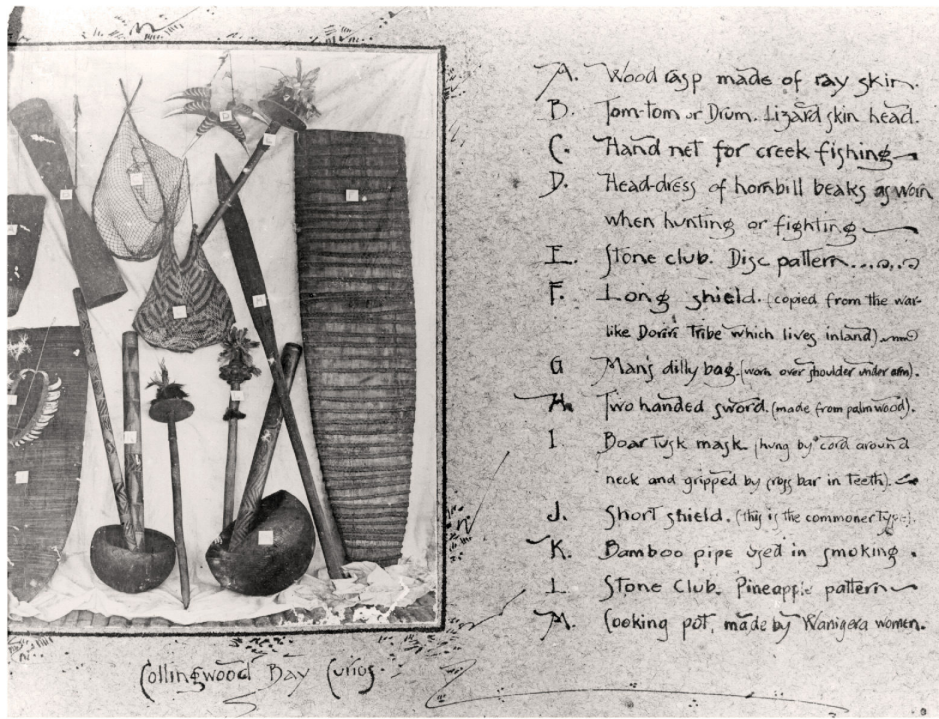 A. Wood rasp made of ray skin.
B. Tom-tom or Drum. Lizard skin head.
C. Hand net for creek fishing
D. Head-dress of hornbill beaks as worn
when hunting or fighting
E. Stone club. Disc pattern....
F. Long shield. (copied from the war-
like Doriri Tribe which lives inland)
G Man's dilly bag. (worn over shoulder under arm).
H. Two handed sword. (made from palm wood).
I. Boar tusk mask (hung by cord around
neck and gripped by cross bar in teeth).
J. Short shield. (this is the commoner type).
K. Bamboo pipe used in smoking.
L Stone Club. Pineapple pattern
M. Cooking pot, made by Wanigera women.
Collingwood Bay Curios.